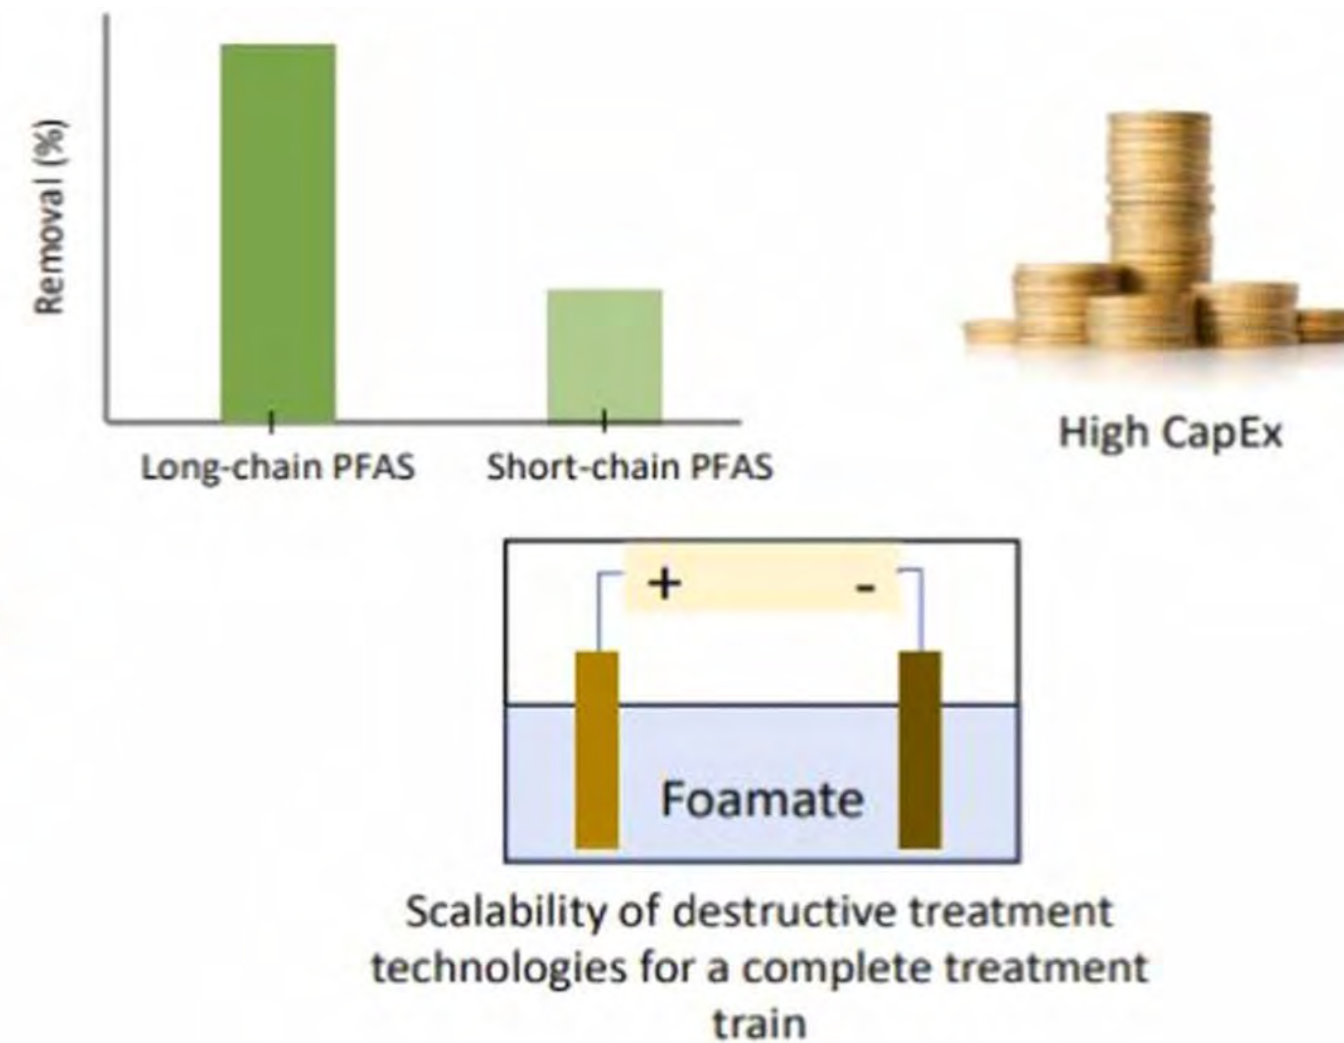 Removal (%)
Long-chain PFAS
Short-chain PFAS
High CapEx
+
-
Foamate
Scalability of destructive treatment
technologies for a complete treatment
train